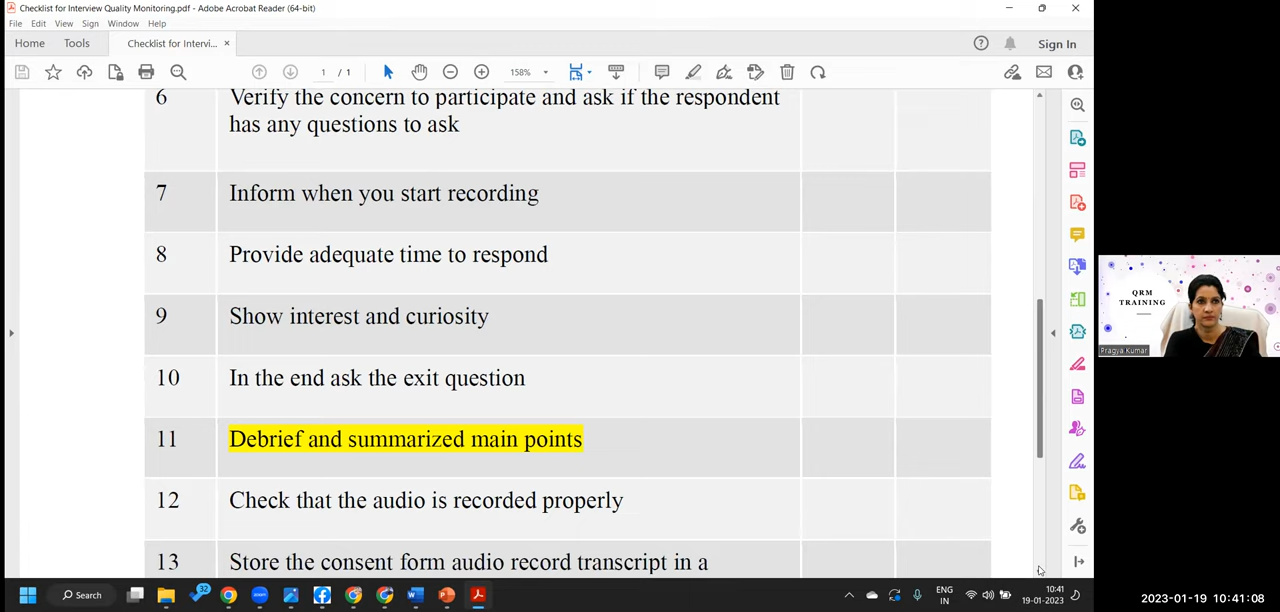 Checklist for Interview Quality Monitoring.pdf - Adobe Acrobat Reader (64-bit)
File Edit View Sign Window Help
Home Tools Checklist for Intervi... × Sign In
1 / 1 158%
6 Verify the concern to participate and ask if the respondent
has any questions to ask
7 Inform when you start recording
8 Provide adequate time to respond
9 Show interest and curiosity
10 In the end ask the exit question
11 Debrief and summarized main points
12 Check that the audio is recorded properly
13 Store the consent form audio record transcript in a
QRM
TRAINING
Pragya Kumar
32
Search
ENG
IN
10:41
19-01-2023
2023-01-19 10:41:08